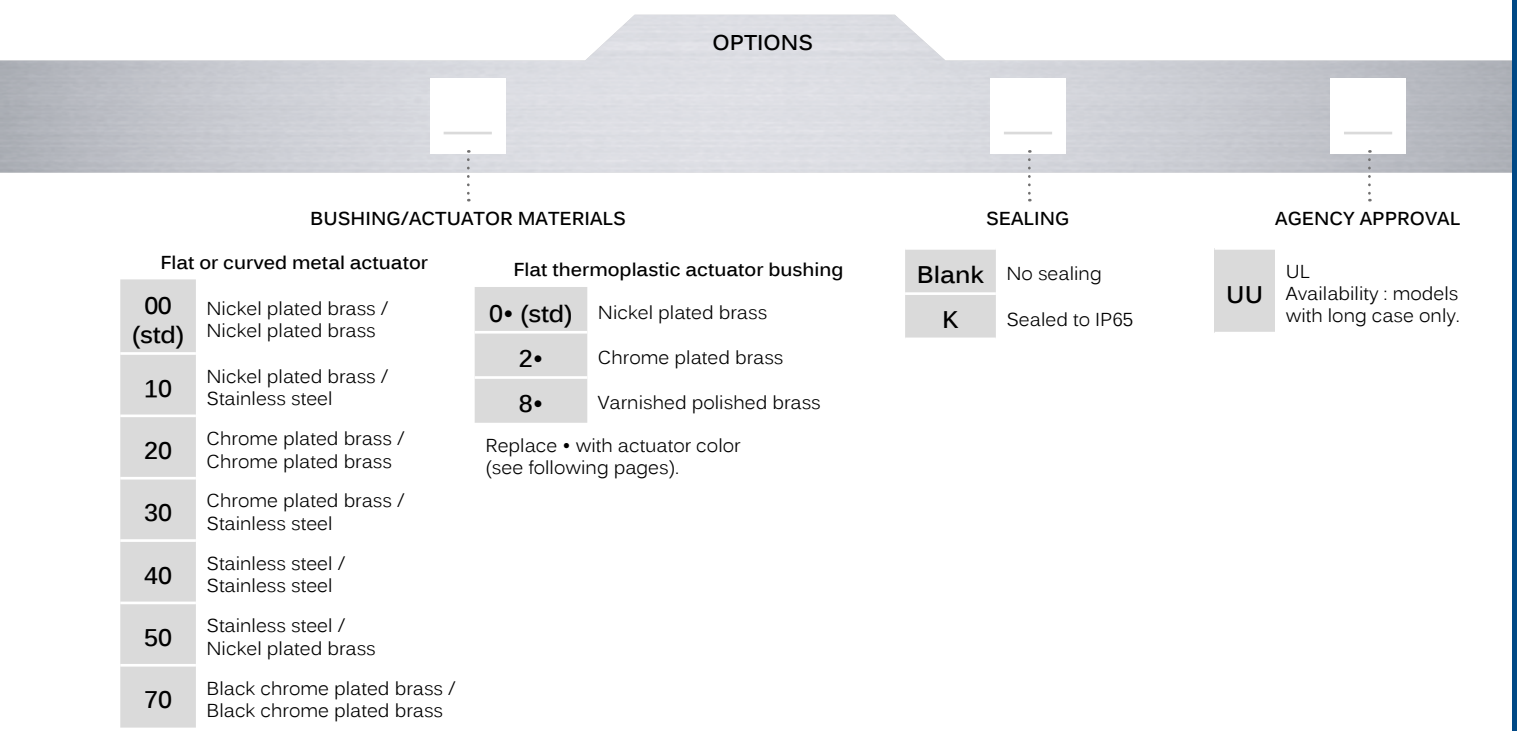 OPTIONS
BUSHING/ACTUATOR MATERIALS
Flat or curved metal actuator
00
(std)
Nickel plated brass /
Nickel plated brass
10
Nickel plated brass /
Stainless steel
20
Chrome plated brass /
Chrome plated brass
30
Chrome plated brass /
Stainless steel
40
Stainless steel /
Stainless steel
50
Stainless steel /
Nickel plated brass
70
Black chrome plated brass /
Black chrome plated brass
Flat thermoplastic actuator bushing
0• (std)
Nickel plated brass
2•
Chrome plated brass
8•
Varnished polished brass
Replace • with actuator color
(see following pages).
SEALING
Blank
No sealing
K
Sealed to IP65
AGENCY APPROVAL
UU
UL
Availability : models
with long case only.